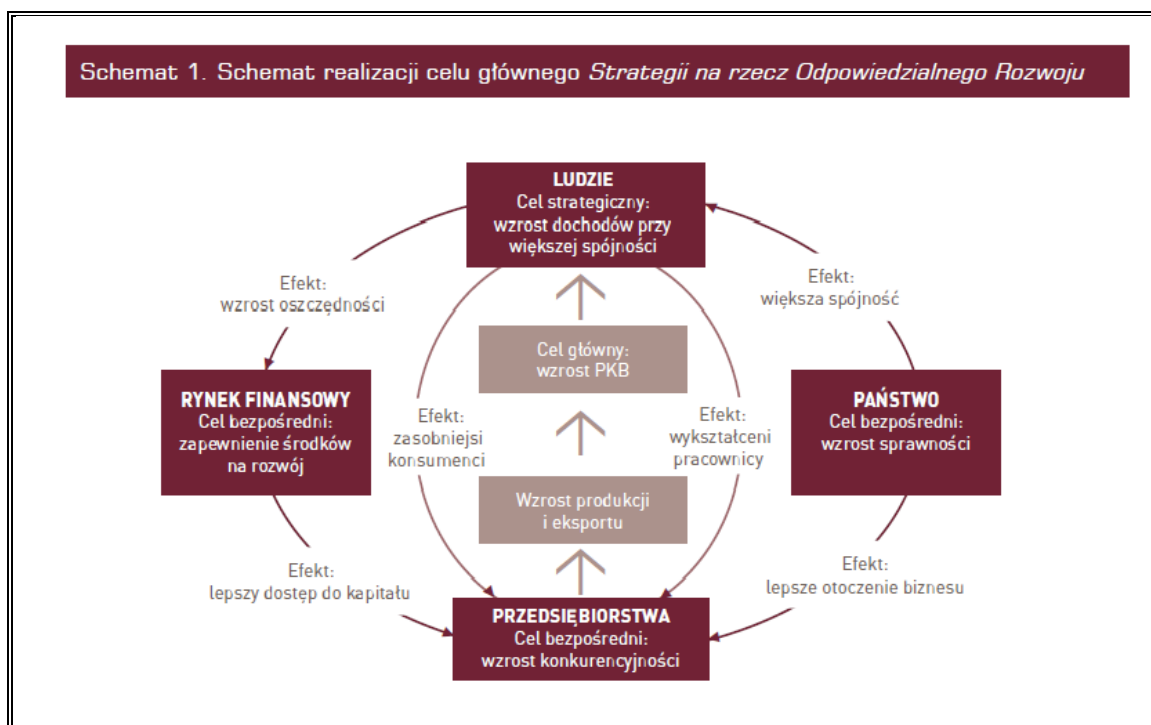 Schemat 1. Schemat realizacji celu głównego Strategii na rzecz Odpowiedzialnego Rozwoju
LUDZIE
Cel strategiczny:
wzrost dochodów przy
większej spójności
Efekt:
wzrost oszczędności
Efekt:
większa spójność
Cel główny:
wzrost PKB
RYNEK FINANSOWY
Cel bezpośredni:
zapewnienie środków
na rozwój
Efekt:
zasobniejsi
konsumenci
Efekt:
wykształceni
pracownicy
PAŃSTWO
Cel bezpośredni:
wzrost sprawności
Wzrost produkcji
i eksportu
Efekt:
lepszy dostęp do kapitału
Efekt:
lepsze otoczenie biznesu
PRZEDSIĘBIORSTWA
Cel bezpośredni:
wzrost konkurencyjności